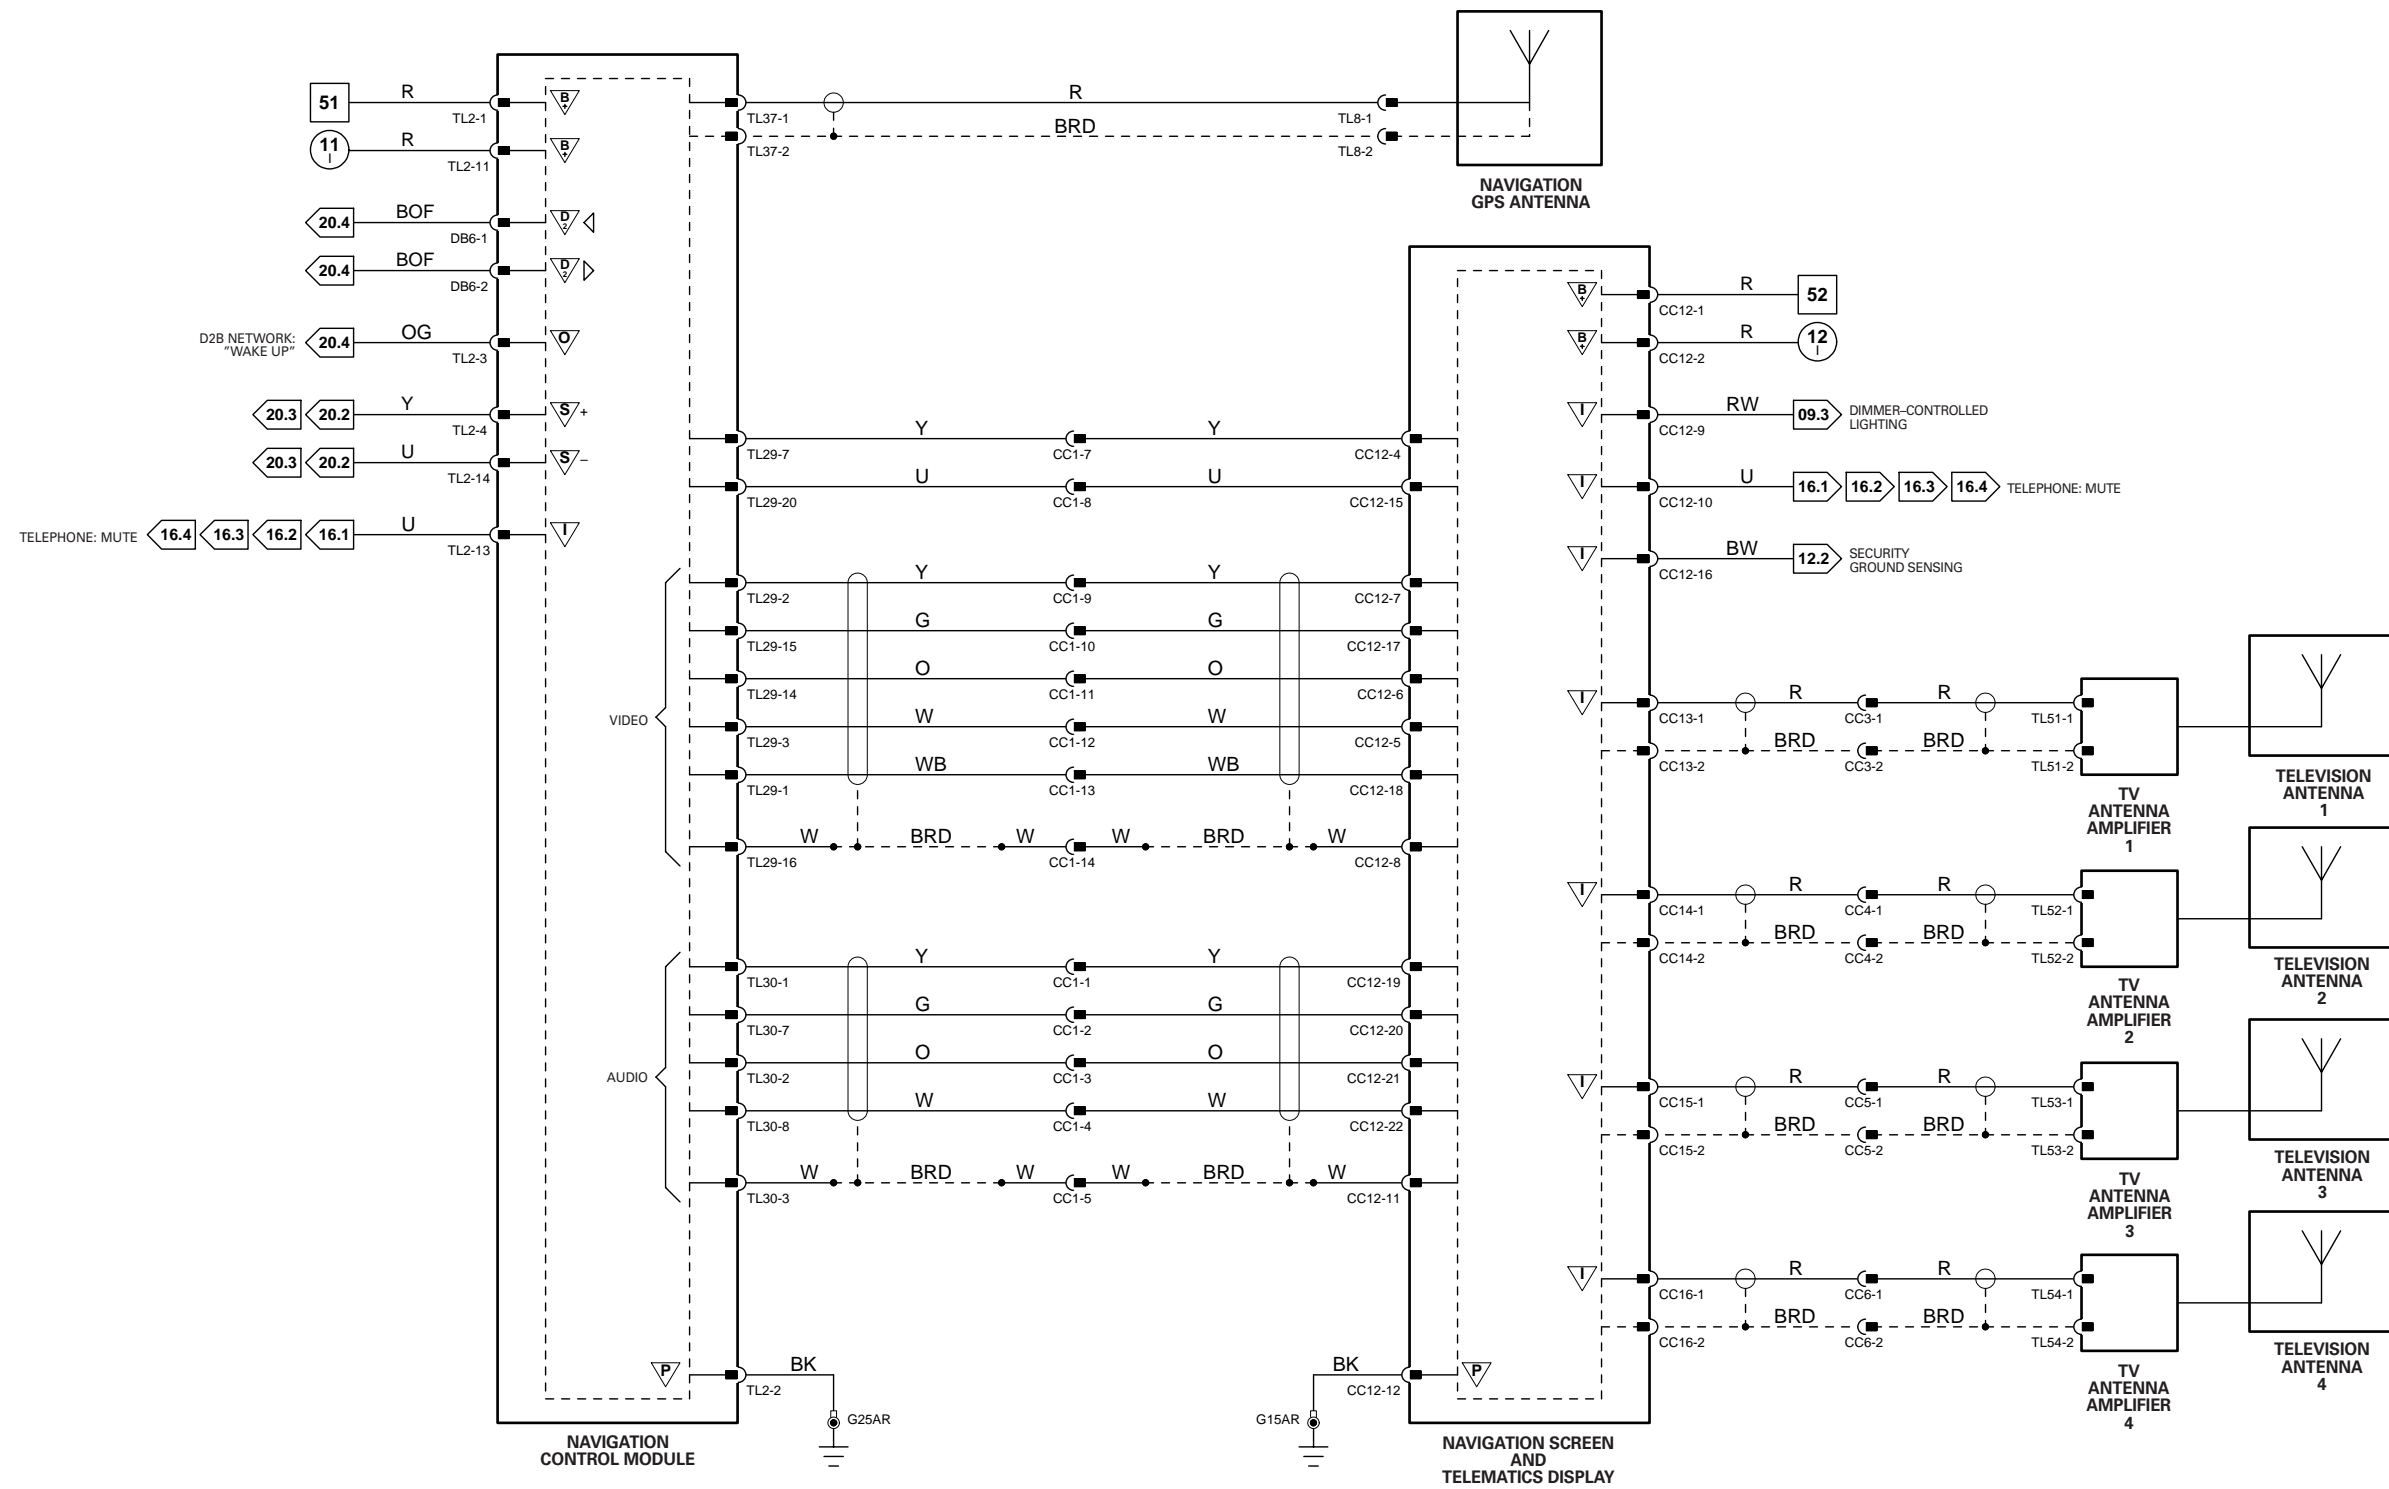 51
R
TL2-1
B
+
11
I
R
TL2-11
B
+
20.4
BOF
DB6-1
D
2
20.4
BOF
DB6-2
D
2
D2B NETWORK:
"WAKE UP"
20.4
OG
TL2-3
O
20.3
20.2
Y
TL2-4
S
+
20.3
20.2
U
TL2-14
S
–
TELEPHONE: MUTE
16.4
16.3
16.2
16.1
U
TL2-13
I
TL37-1
R
TL8-1
TL37-2
BRD
TL8-2
NAVIGATION
GPS ANTENNA
TL29-7
Y
CC1-7
Y
CC12-4
TL29-20
U
CC1-8
U
CC12-15
VIDEO
TL29-2
Y
CC1-9
Y
CC12-7
TL29-15
G
CC1-10
G
CC12-17
TL29-14
O
CC1-11
O
CC12-6
TL29-3
W
CC1-12
W
CC12-5
TL29-1
WB
CC1-13
WB
CC12-18
TL29-16
W
BRD
W
CC1-14
W
BRD
W
CC12-8
AUDIO
TL30-1
Y
CC1-1
Y
CC12-19
TL30-7
G
CC1-2
G
CC12-20
TL30-2
O
CC1-3
O
CC12-21
TL30-8
W
CC1-4
W
CC12-22
TL30-3
W
BRD
W
CC1-5
W
BRD
W
CC12-11
P
TL2-2
BK
G25AR
G15AR
BK
CC12-12
P
NAVIGATION
CONTROL MODULE
NAVIGATION SCREEN
AND
TELEMATICS DISPLAY
B
+
CC12-1
R
52
B
+
CC12-2
R
12
I
I
CC12-9
RW
09.3
DIMMER–CONTROLLED
LIGHTING
I
CC12-10
U
16.1
16.2
16.3
16.4
TELEPHONE: MUTE
I
CC12-16
BW
12.2
SECURITY
GROUND SENSING
I
CC13-1
R
CC3-1
R
TL51-1
CC13-2
BRD
CC3-2
BRD
TL51-2
TV
ANTENNA
AMPLIFIER
1
TELEVISION
ANTENNA
1
I
CC14-1
R
CC4-1
R
TL52-1
CC14-2
BRD
CC4-2
BRD
TL52-2
TV
ANTENNA
AMPLIFIER
2
TELEVISION
ANTENNA
2
I
CC15-1
R
CC5-1
R
TL53-1
CC15-2
BRD
CC5-2
BRD
TL53-2
TV
ANTENNA
AMPLIFIER
3
TELEVISION
ANTENNA
3
I
CC16-1
R
CC6-1
R
TL54-1
CC16-2
BRD
CC6-2
BRD
TL54-2
TV
ANTENNA
AMPLIFIER
4
TELEVISION
ANTENNA
4